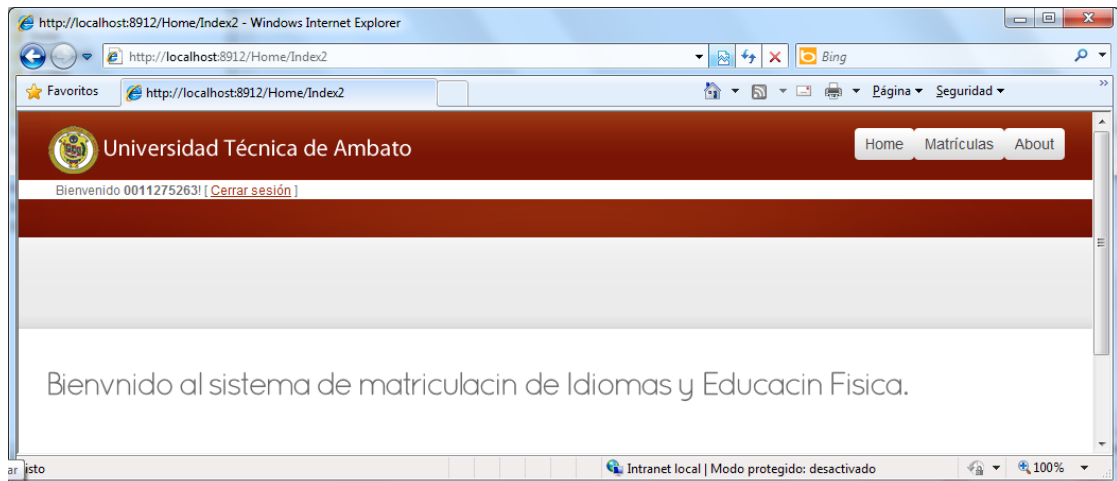 http://localhost:8912/Home/Index2 - Windows Internet Explorer
http://localhost:8912/Home/Index2
Bing
Favoritos
http://localhost:8912/Home/Index2
Página
Seguridad
Universidad Técnica de Ambato
Home
Matrículas
About
Bienvenido 0011275263! [ Cerrar sesión ]
Bienvnido al sistema de matriculacin de Idiomas y Educacin Fisica.
ar
isto
Intranet local | Modo protegido: desactivado
100%